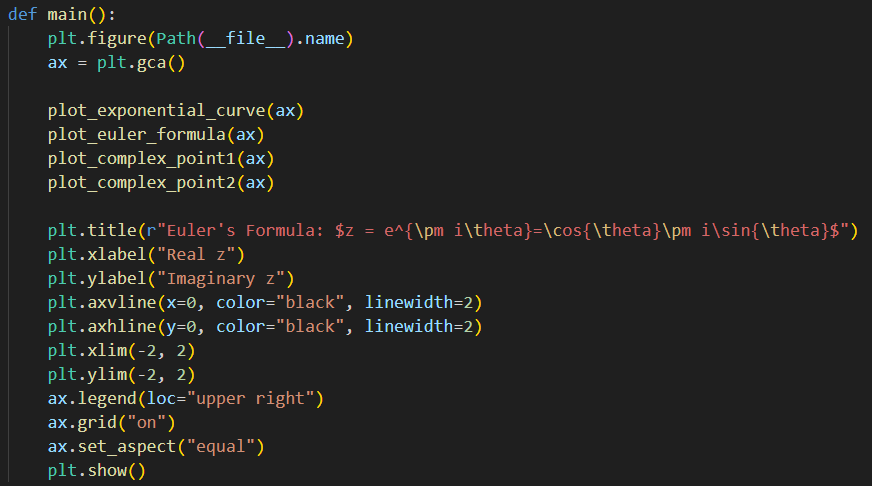 def main():
plt.figure(Path(__file__).name)
ax = plt.gca()
plot_exponential_curve(ax)
plot_euler_formula(ax)
plot_complex_point1(ax)
plot_complex_point2(ax)
plt.title(r"Euler's Formula: $z = e^{\pm i\theta}=\cos{\theta}\pm i\sin{\theta}$")
plt.xlabel("Real z")
plt.ylabel("Imaginary z")
plt.axvline(x=0, color="black", linewidth=2)
plt.axhline(y=0, color="black", linewidth=2)
plt.xlim(-2, 2)
plt.ylim(-2, 2)
ax.legend(loc="upper right")
ax.grid("on")
ax.set_aspect("equal")
plt.show()